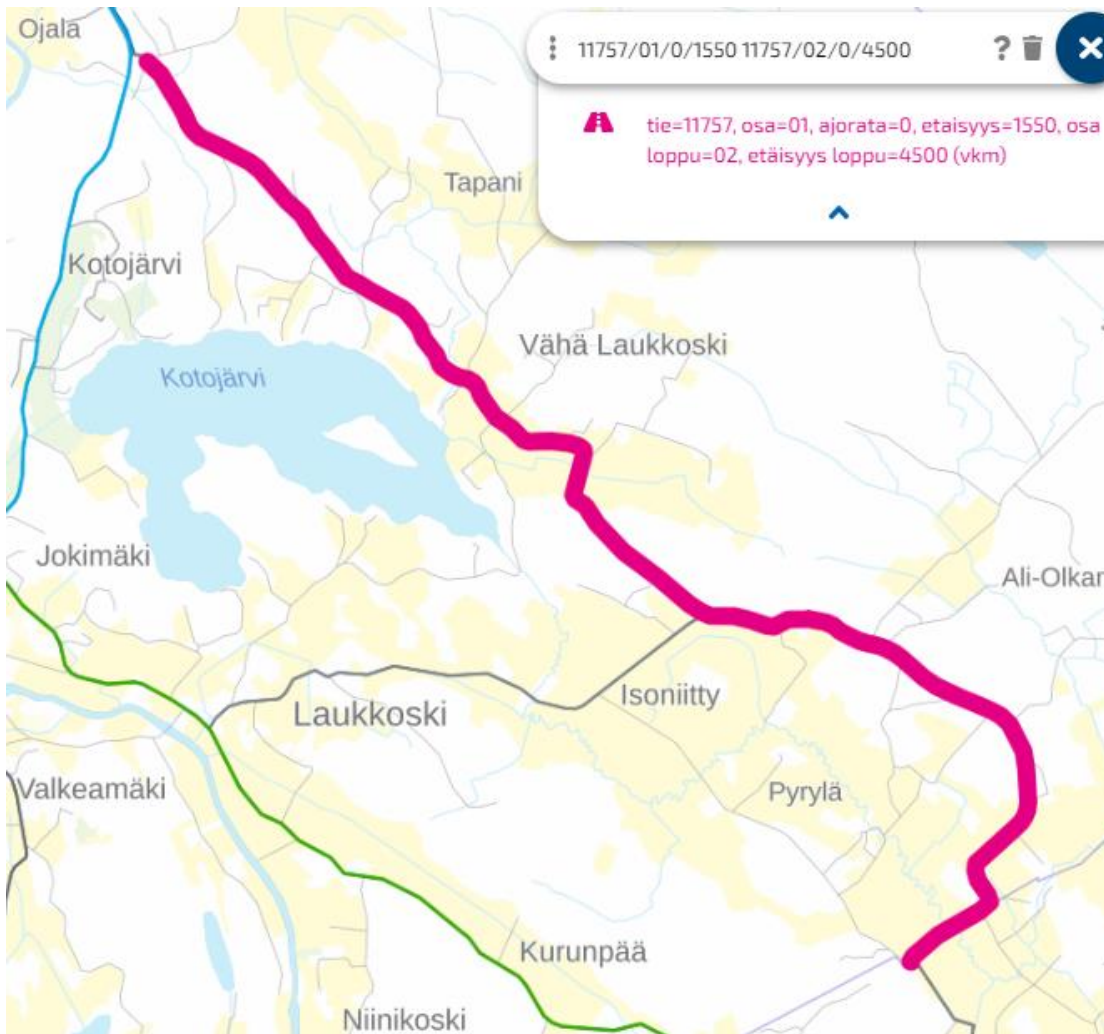 Ojala
11757/01/0/1550 11757/02/0/4500
?
tie=11757, osa=01, ajorata=0, etaisyys=1550, osa
loppu=02, etäisyys loppu=4500 (vkm)
Tapani
Kotojärvi
Vähä Laukkoski
Kotojärvi
Jokimäki
Ali-Olkar
Isoniitty
Laukkoski
Valkeamäki
Pyrylä
Kurunpää
Niinikoski